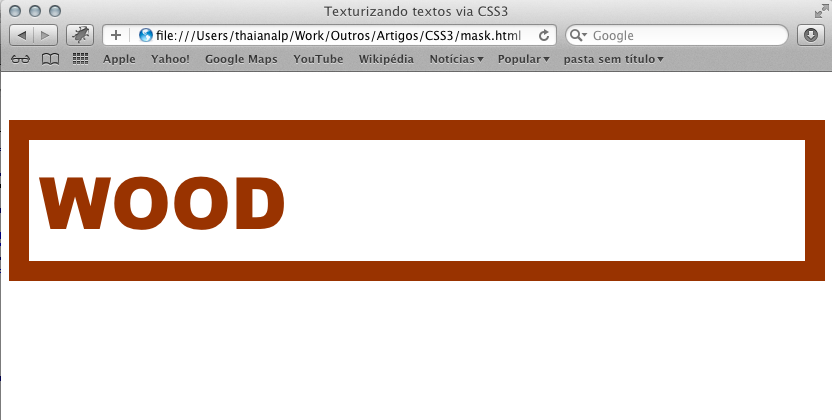 Texturizando textos via CSS3
file:///Users/thaianalp/Work/Outros/Artigos/CSS3/mask.html
Google
Apple Yahoo! Google Maps YouTube Wikipédia Notícias Popular pasta sem título
WOOD